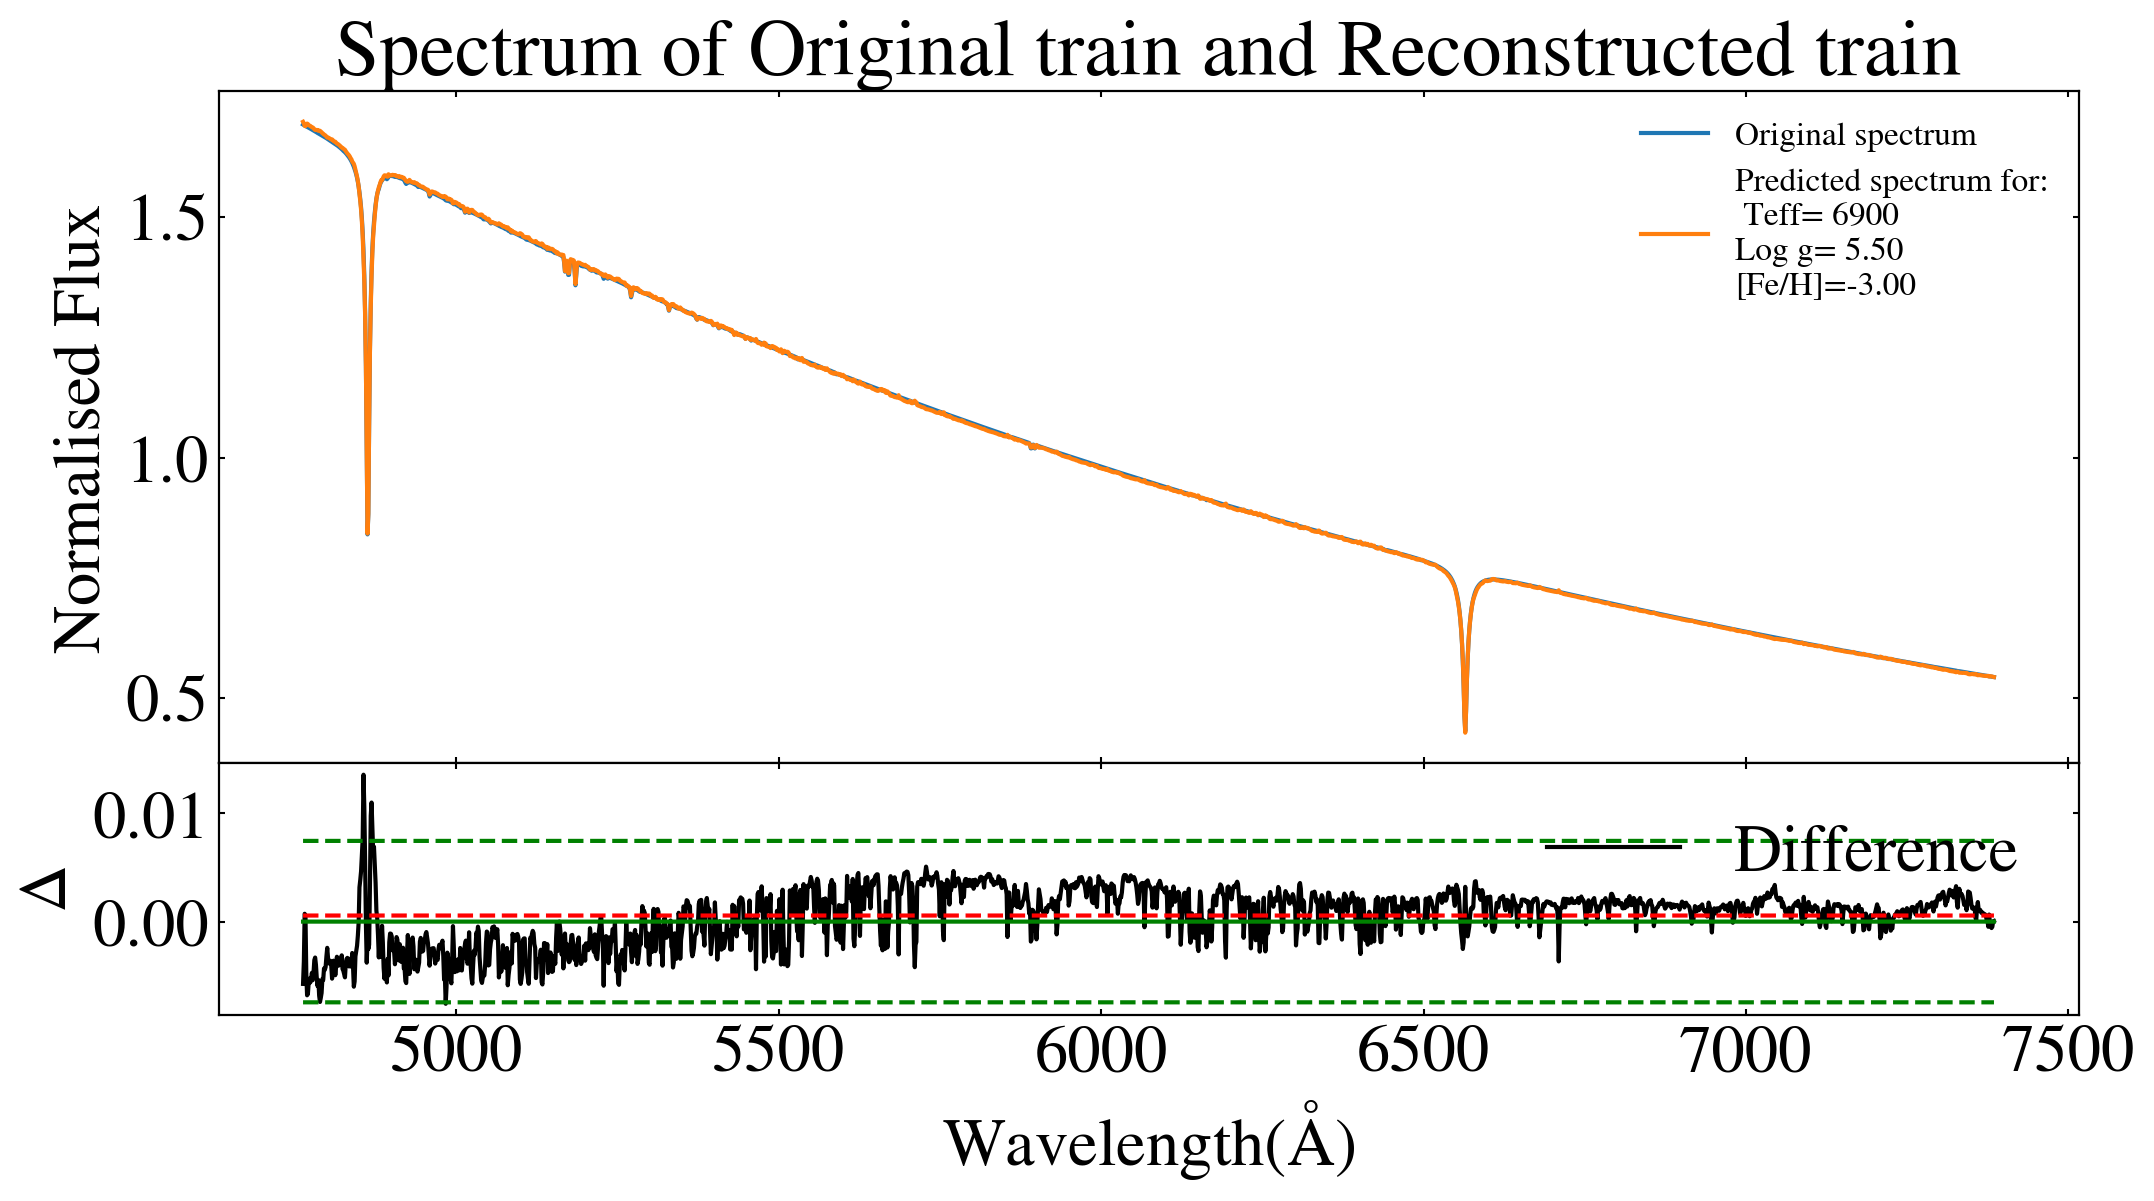 Spectrum of Original train and Reconstructed train
Normalised Flux
1.5
1.0
0.5
Original spectrum
Predicted spectrum for:
Teff= 6900
Log g= 5.50
[Fe/H]=-3.00
Δ
0.01
0.00
Difference
5000 5500 6000 6500 7000 7500
Wavelength(Å)